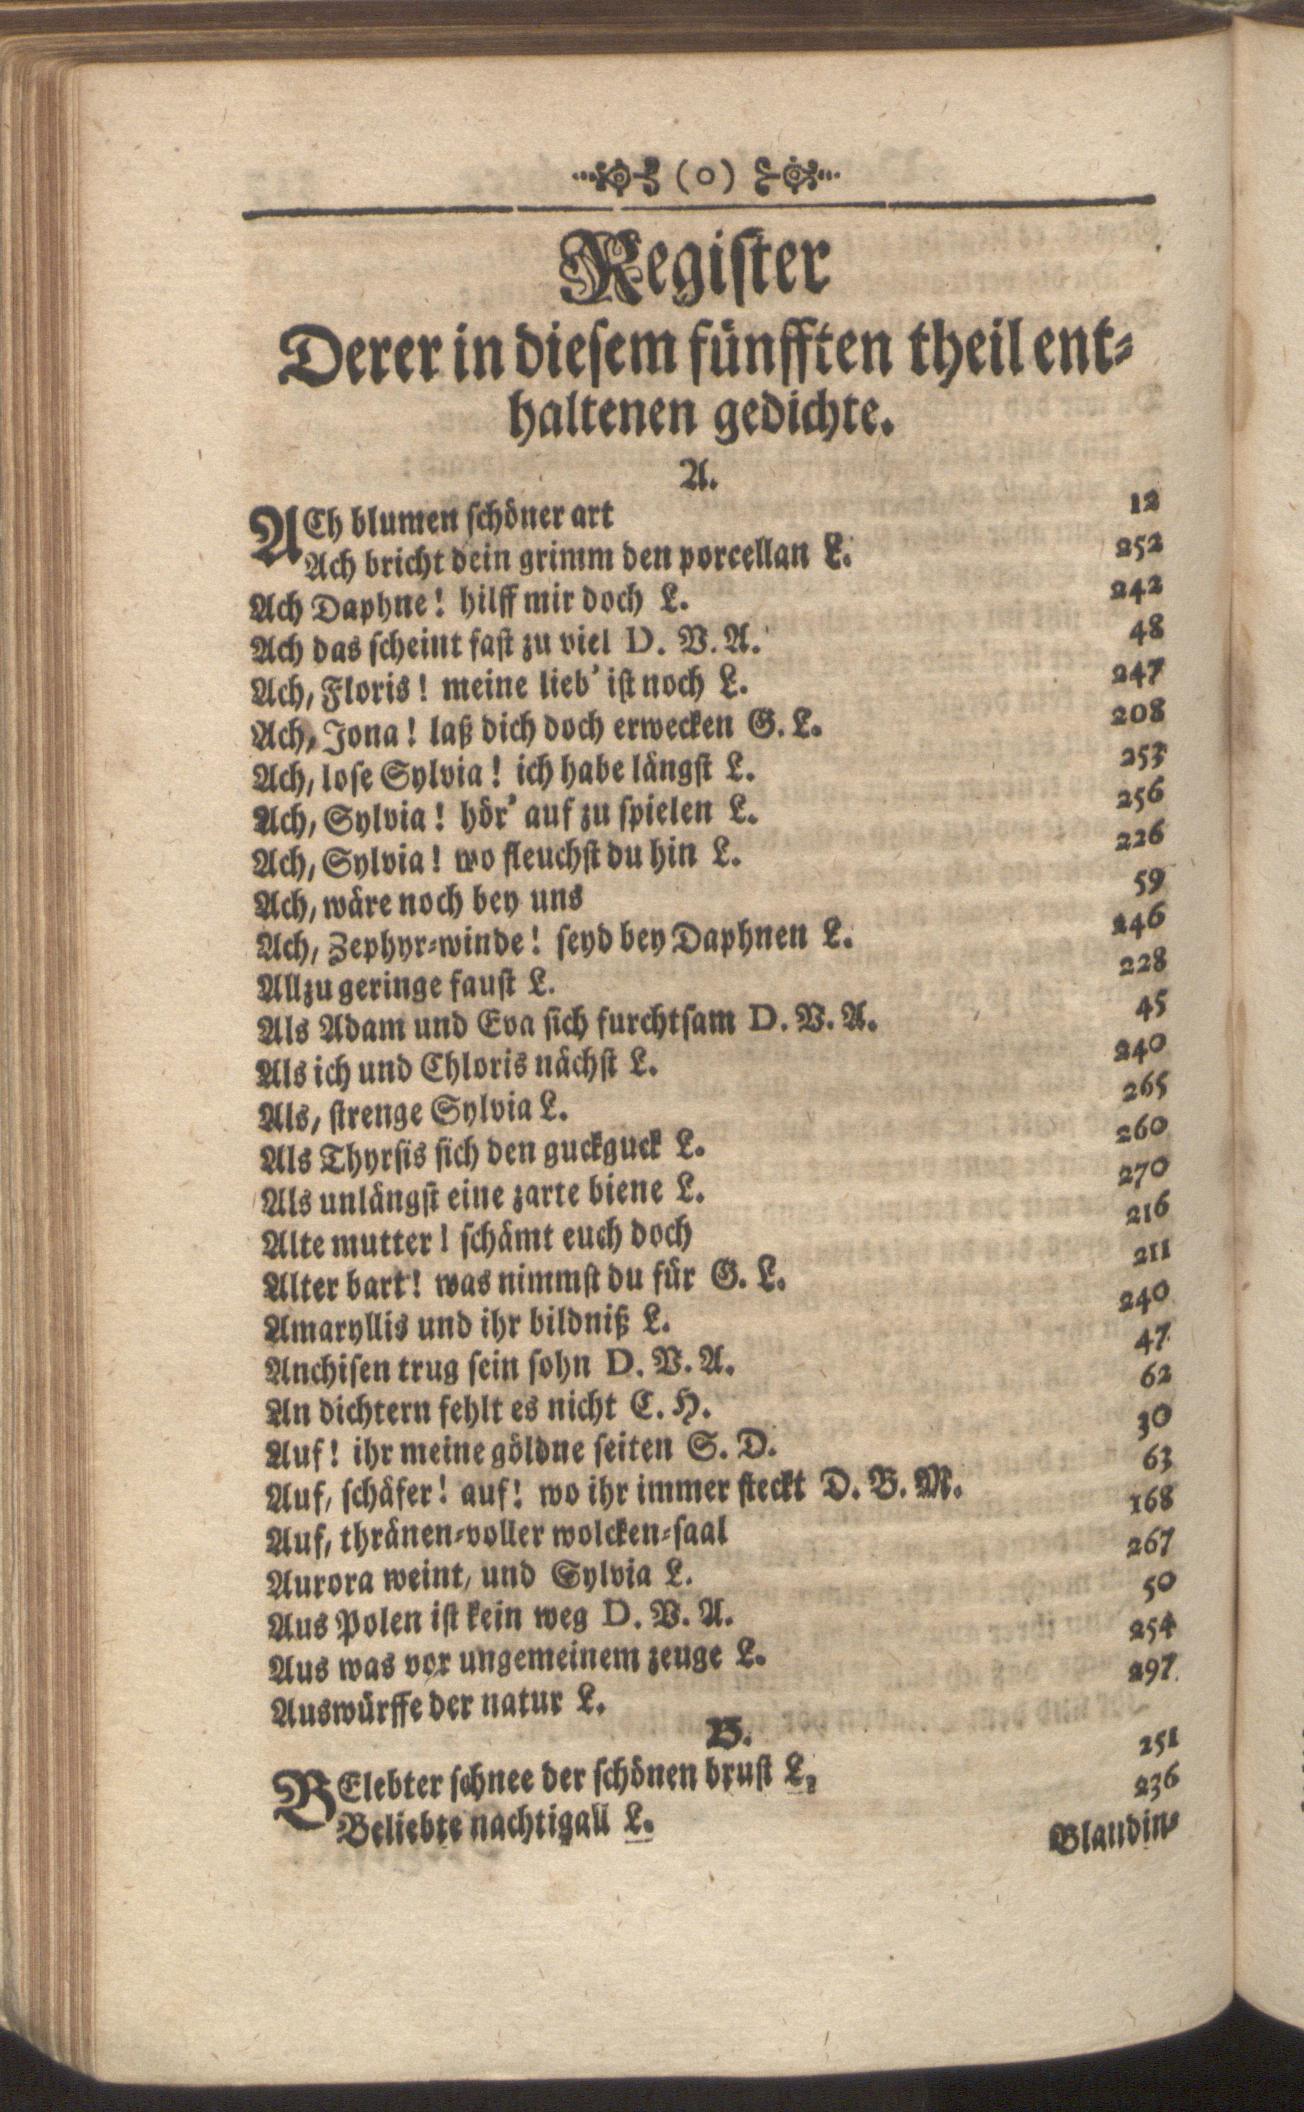 (o)
Register
Derer in diesem fünfften theil ent-
haltenen gedichte.
A.
ACh blumen schöner art 12
Ach bricht dein grimm den porcellan L. 252
Ach Daphne! hilff mir doch L. 242
Ach das scheint fast zu viel D. V. A. 48
Ach, Floris! meine lieb' ist noch L. 247
Ach, Jona! laß dich doch erwecken G. L. 208
Ach, lose Sylvia! ich habe längst L. 253
Ach, Sylvia! hör' auf zu spielen L. 256
Ach, Sylvia! wo fleuchst du hin L. 226
Ach, wäre noch bey uns 59
Ach, Zephyr-winde! seyd bey Daphnen L. 246
Allzu geringe faust L. 228
Als Adam und Eva sich furchtsam D. V. A. 45
Als ich und Chloris nächst L. 240
Als, strenge Sylvia L. 265
Als Thyrsis sich den guckguck L. 260
Als unlängst eine zarte biene L. 270
Alte mutter! schämt euch doch 216
Alter bart! was nimmst du für G. L. 211
Amaryllis und ihr bildniß L. 240
Anchisen trug sein sohn D. V. A. 47
An dichtern fehlt es nicht C. H. 62
Auf! ihr meine göldne seiten S. D. 30
Auf, schäfer! auf! wo ihr immer steckt D. B. M. 63
Auf, thränen-voller wolcken-saal 168
Aurora weint, und Sylvia L. 267
Aus Polen ist kein weg D. V. A. 50
Aus was vor ungemeinem zeuge L. 254
Auswürffe der natur L. 297
B.
BElebter schnee der schönen brust L. 251
Beliebte nachtigall L. 236
Blaudin-